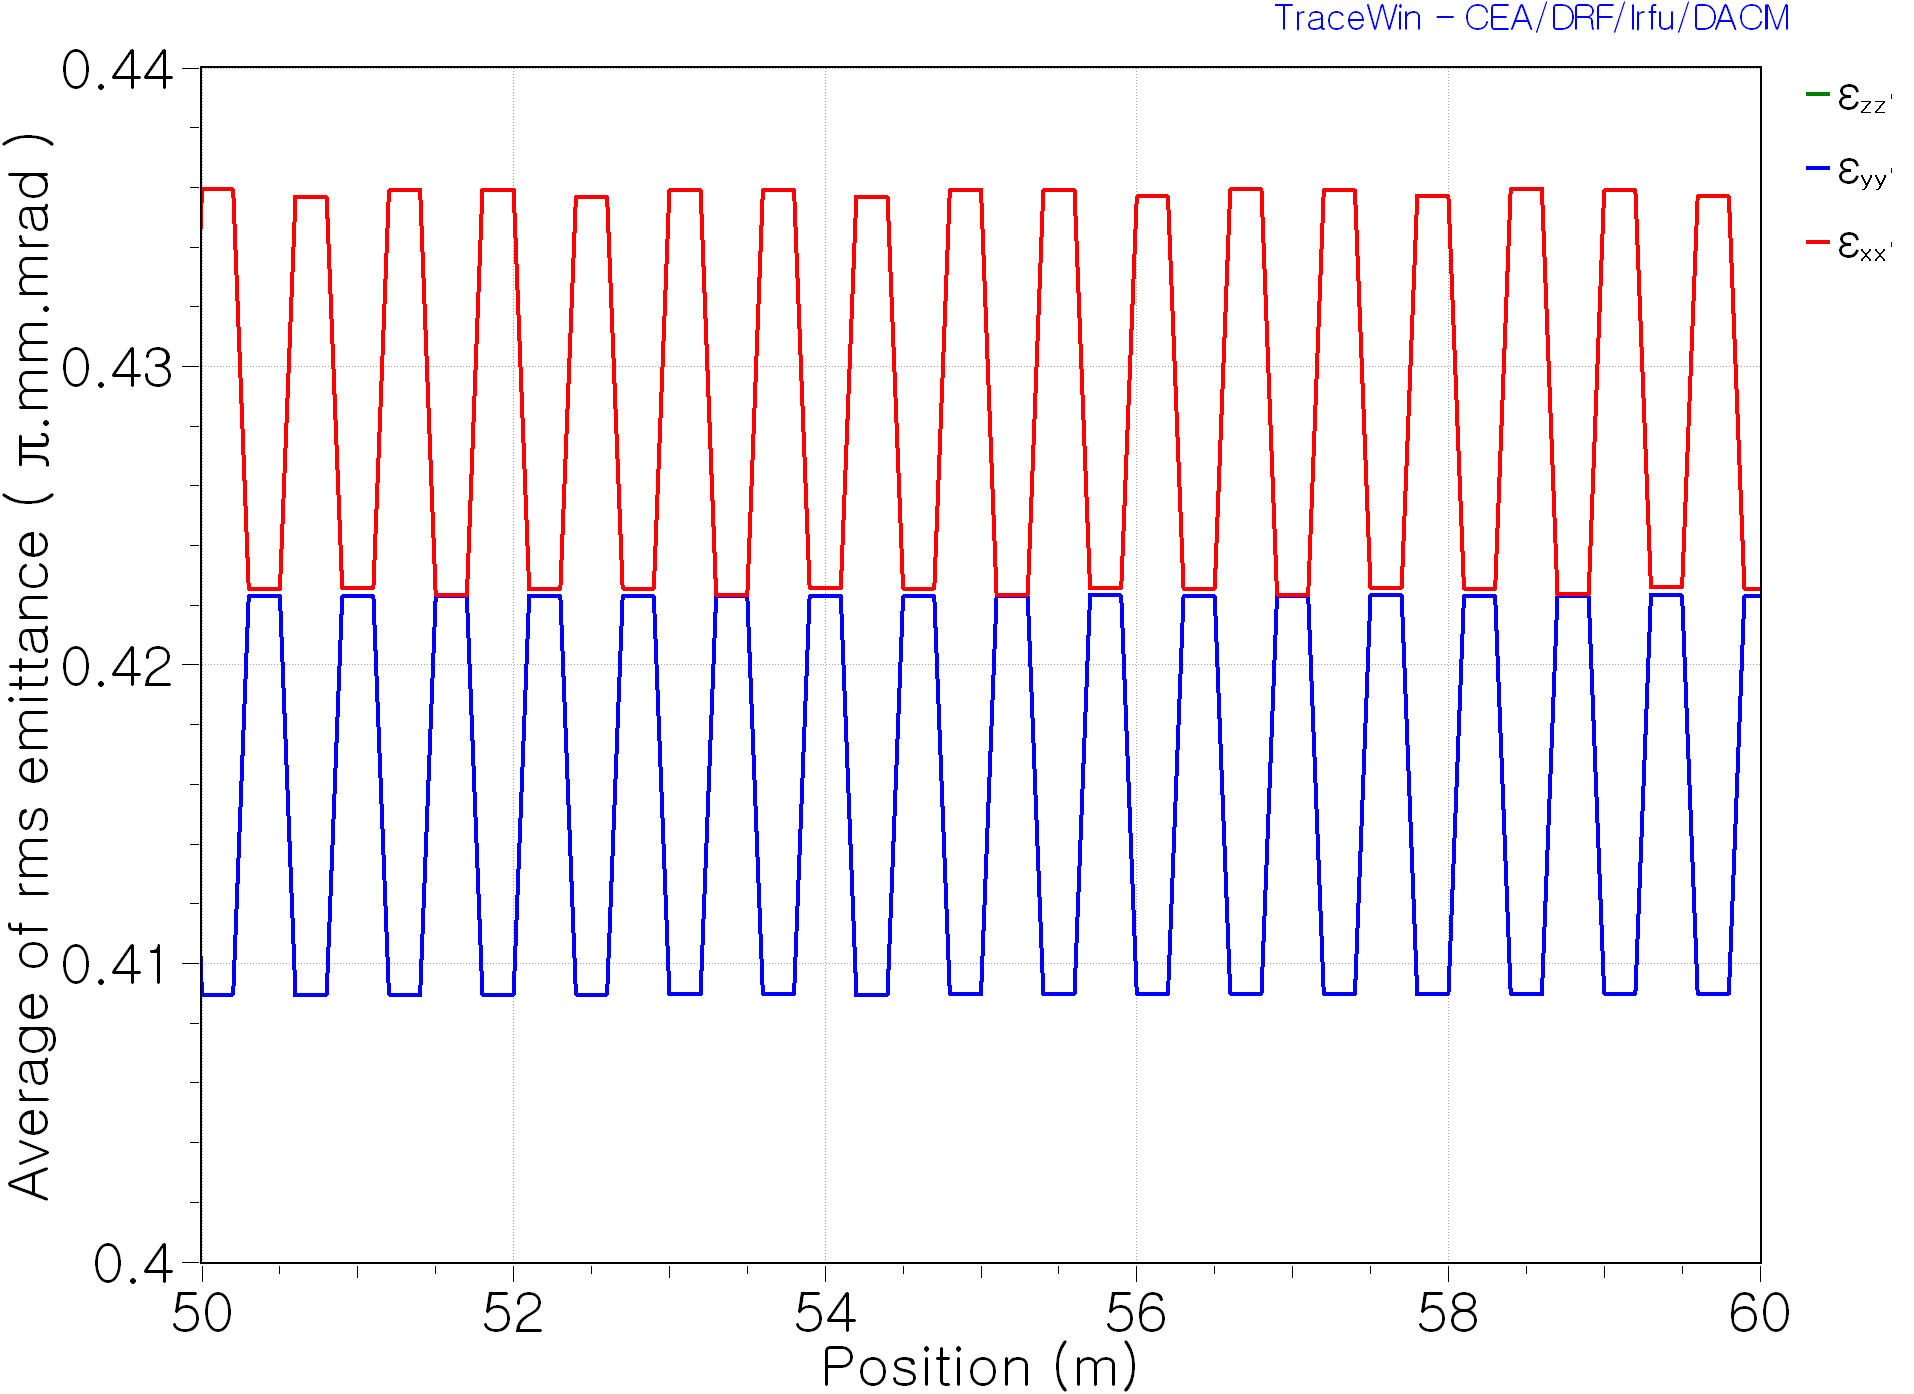 TraceWin - CEA/DRF/Irfu/DACM
0.44
0.43
0.42
0.41
0.4
Average of rms emittance ( π.mm.mrad )
50 52 54 56 58 60
Position (m)
εzz'
εyy'
εxx'